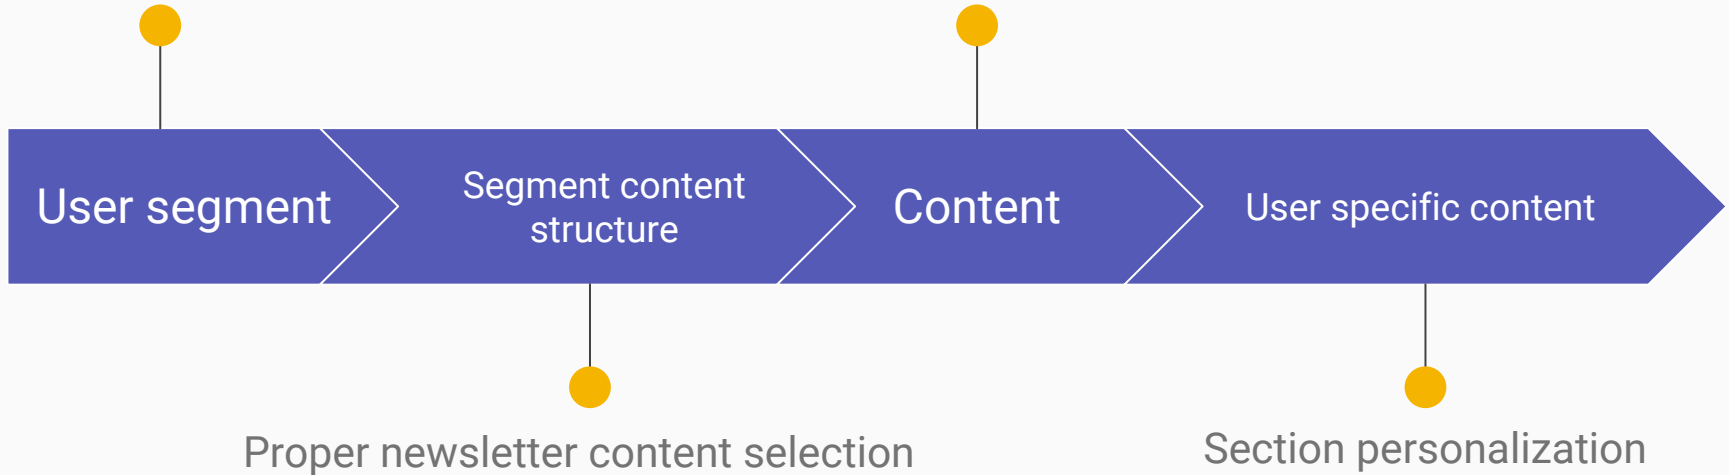 User segment
Segment content
structure
Content
User specific content
Proper newsletter content selection
Section personalization